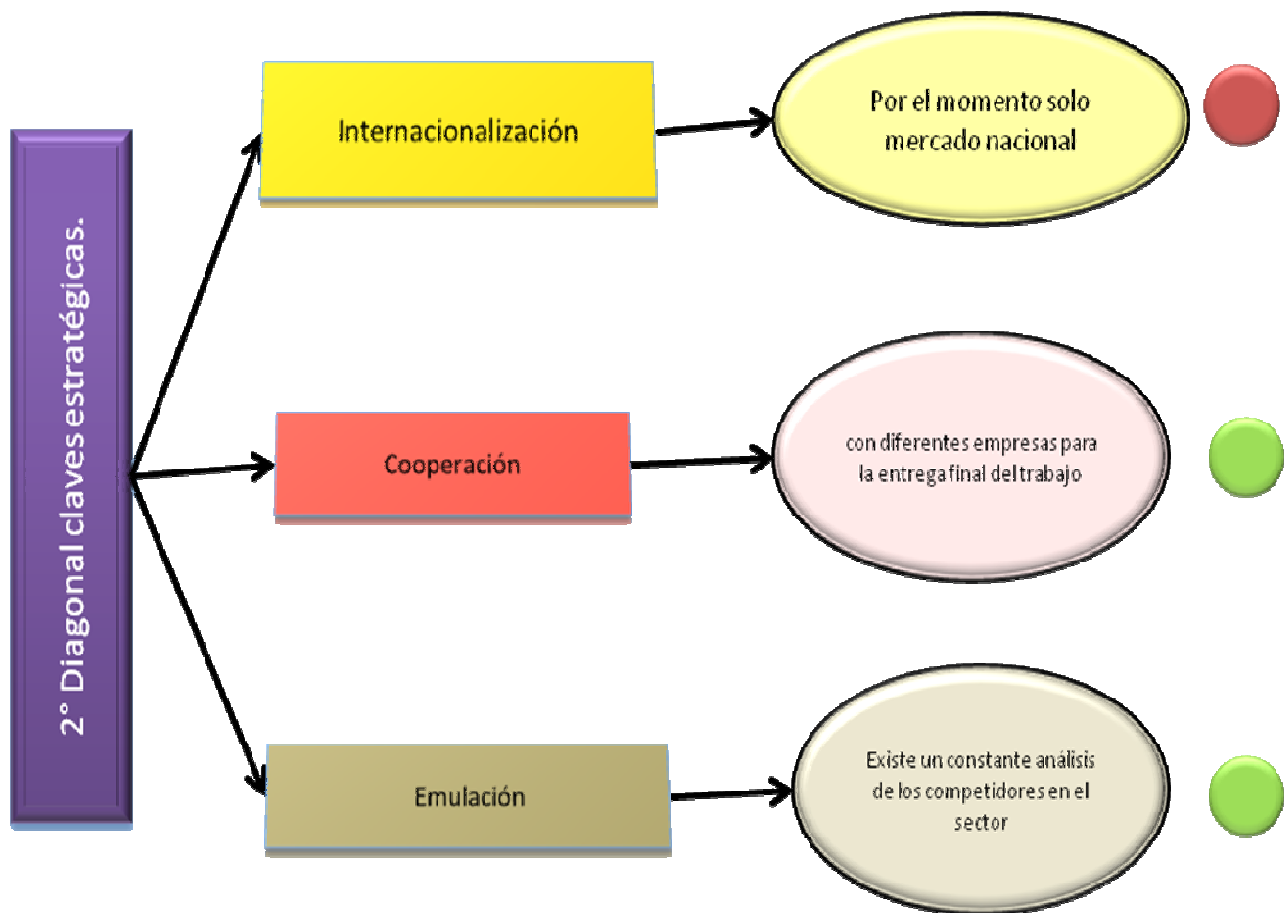 2° Diagonal claves estratégicas.
Internacionalización
Por el momento solo
mercado nacional
Cooperación
con diferentes empresas para
la entrega final del trabajo
Emulación
Existe un constante análisis
de los competidores en el
sector